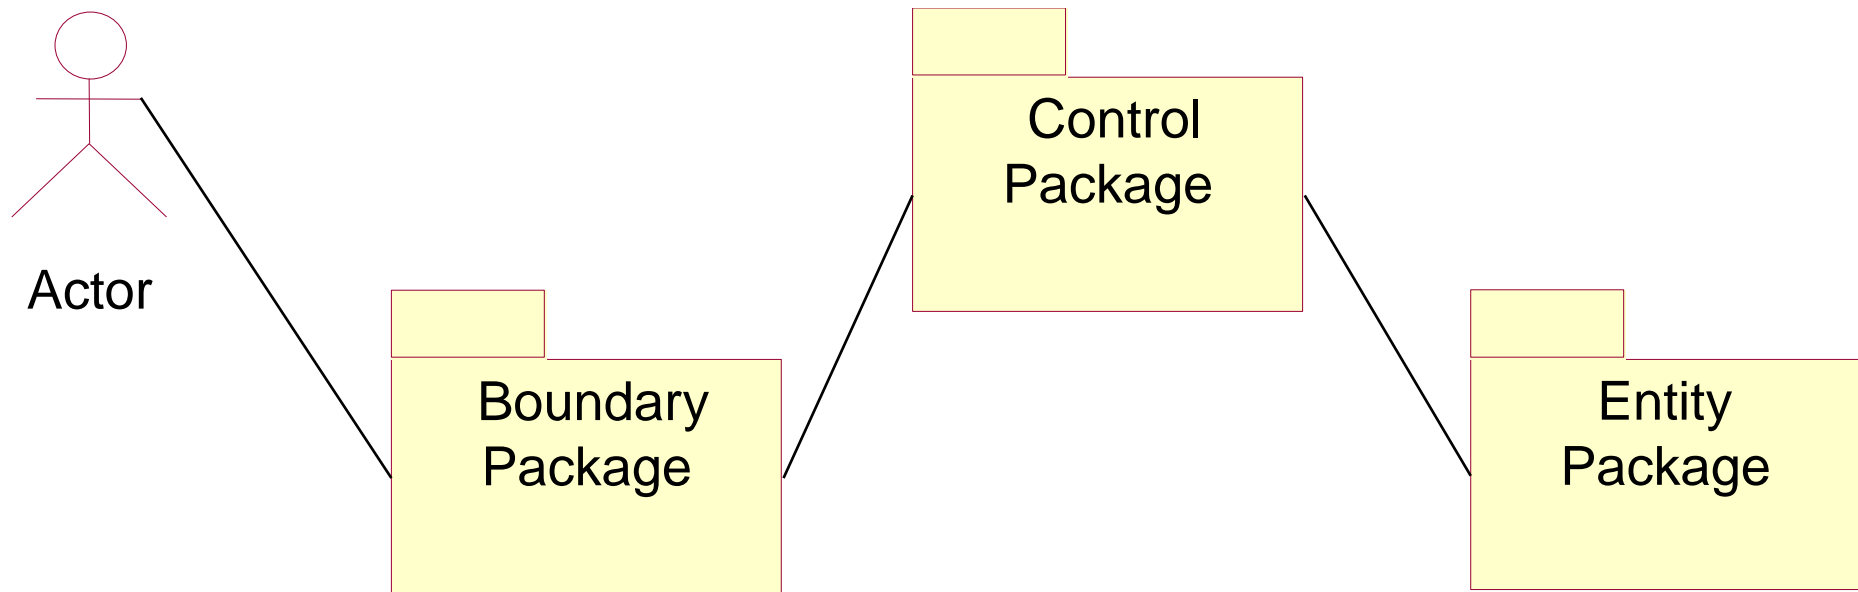 Actor
Boundary
Package
Control
Package
Entity
Package